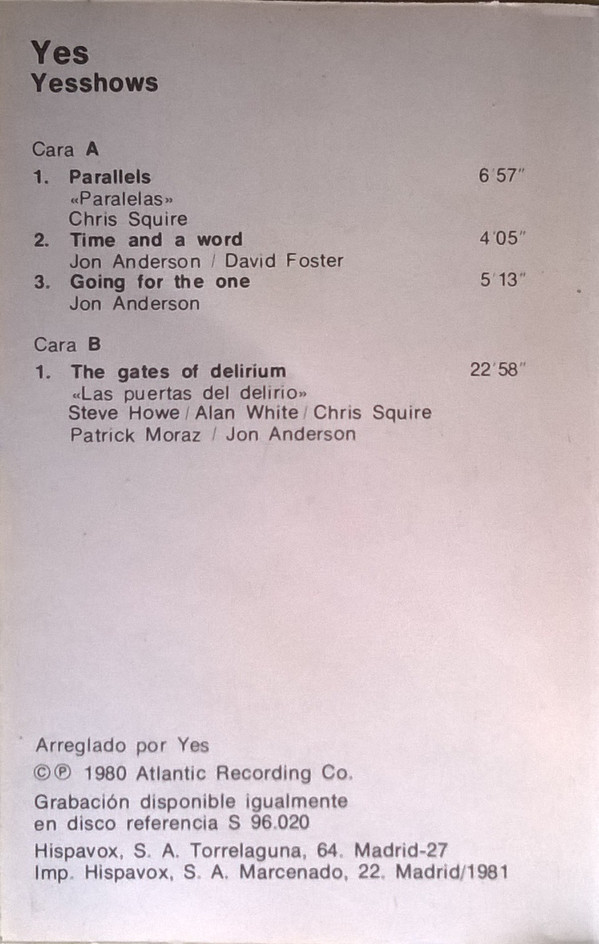 Yes
Yesshows
Cara A
1. Parallels 6'57"
«Paralelas»
Chris Squire
2. Time and a word 4'05"
Jon Anderson / David Foster
3. Going for the one 5'13"
Jon Anderson
Cara B
1. The gates of delirium 22'58"
«Las puertas del delirio»
Steve Howe / Alan White / Chris Squire
Patrick Moraz / Jon Anderson
Arreglado por Yes
©℗ 1980 Atlantic Recording Co.
Grabación disponible igualmente
en disco referencia S 96.020
Hispavox, S. A. Torrelaguna, 64. Madrid-27
Imp. Hispavox, S. A. Marcenado, 22. Madrid/1981